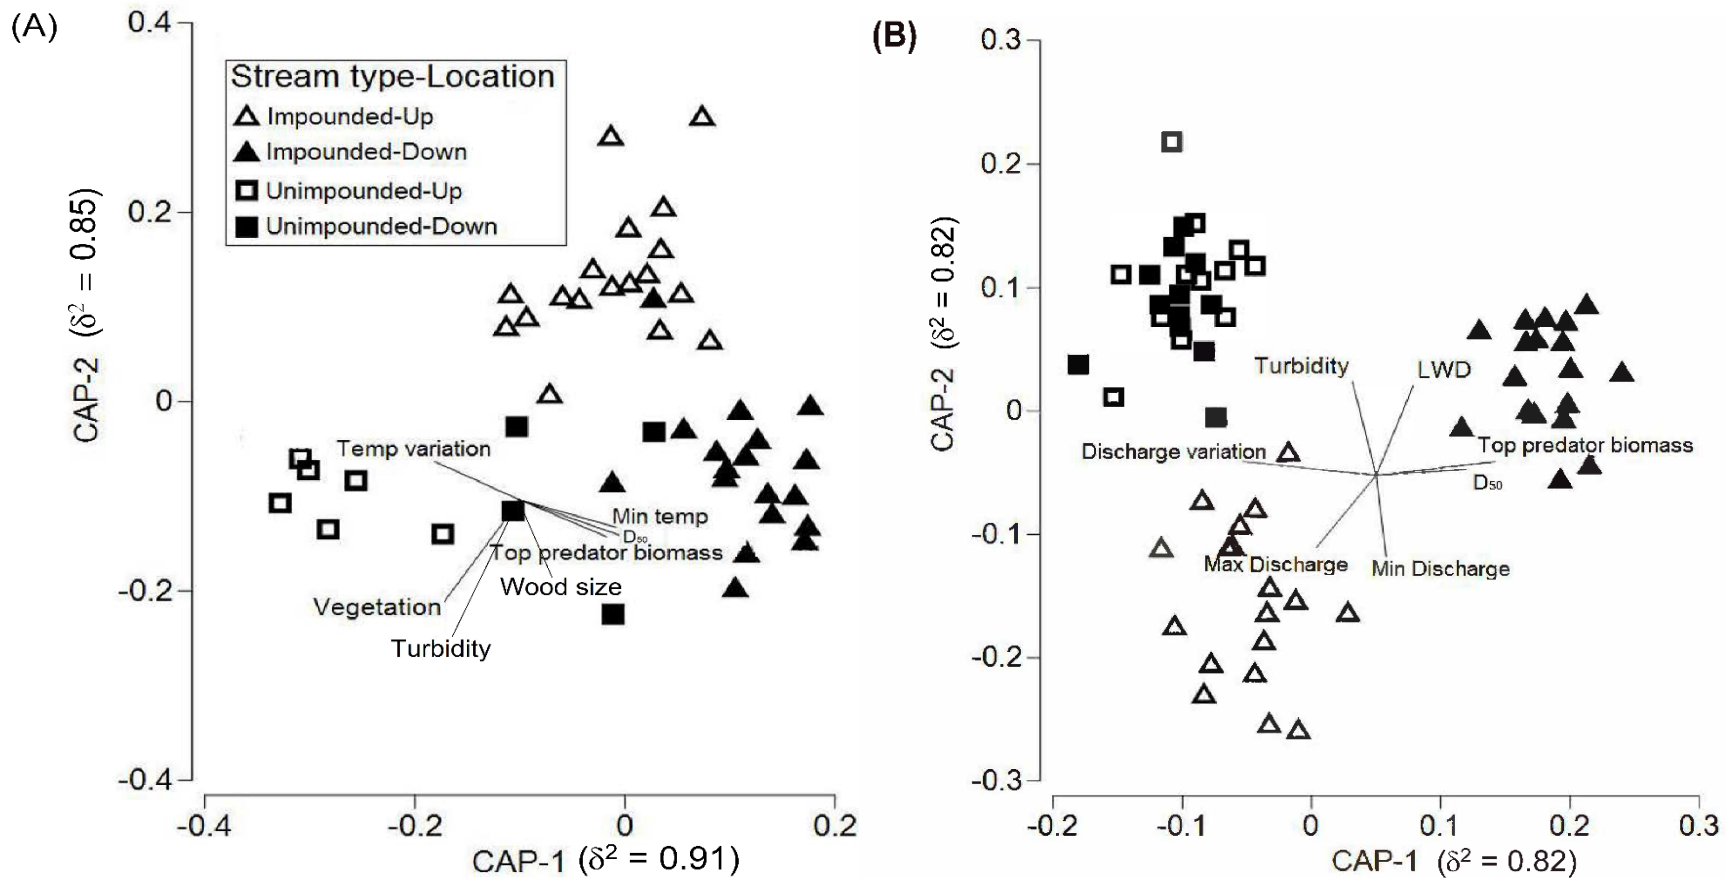 (A)
0.4
0.2
0
-0.2
-0.4
CAP-2 (δ² = 0.85)
Stream type-Location
Impounded-Up
Impounded-Down
Unimpounded-Up
Unimpounded-Down
Temp variation
Min temp
D₅₀
Top predator biomass
Wood size
Vegetation
Turbidity
-0.4
-0.2
0
0.2
CAP-1 (δ² = 0.91)
(B)
0.3
0.2
0.1
0
-0.1
-0.2
-0.3
CAP-2 (δ² = 0.82)
Turbidity
LWD
Discharge variation
Top predator biomass
D₅₀
Max Discharge
Min Discharge
-0.2
-0.1
0
0.1
0.2
0.3
CAP-1 (δ² = 0.82)